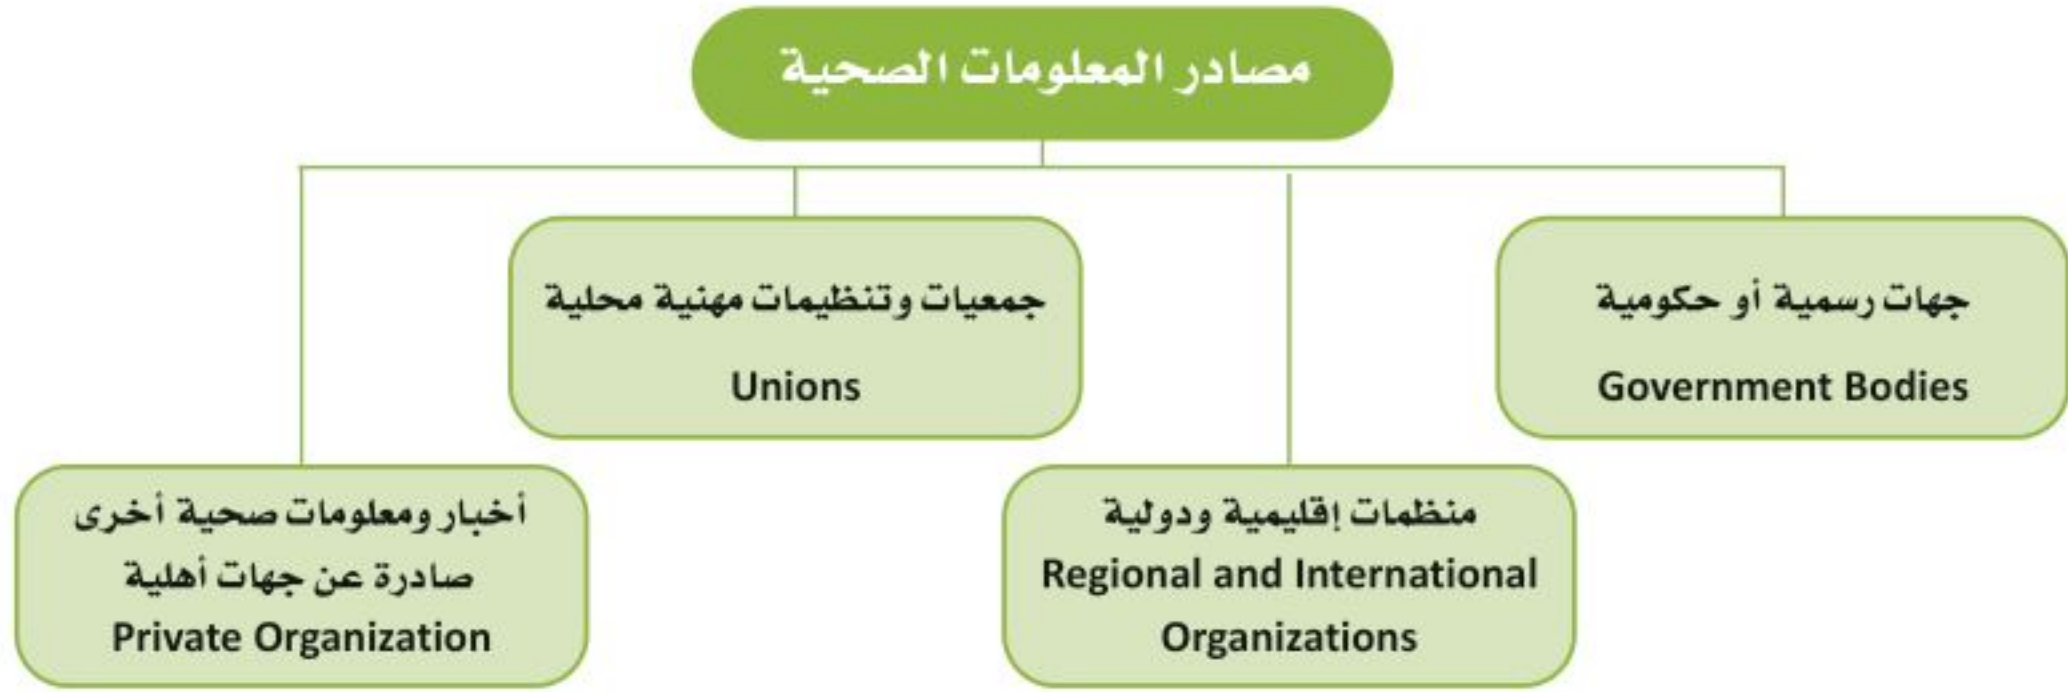 مصادر المعلومات الصحية
جهات رسمية أو حكومية
Government Bodies
منظمات إقليمية ودولية
Regional and International
Organizations
جمعيات وتنظيمات مهنية محلية
Unions
أخبار ومعلومات صحية أخرى
صادرة عن جهات أهلية
Private Organization